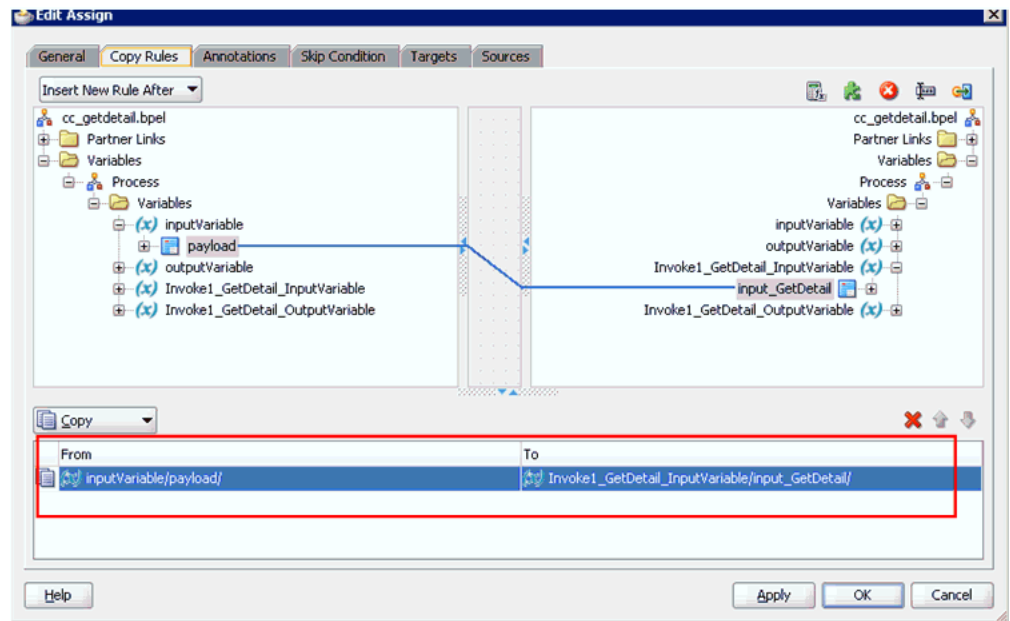 Edit Assign
General Copy Rules Annotations Skip Condition Targets Sources
Insert New Rule After
cc_getdetail.bpel
Partner Links
Variables
Process
Variables
inputVariable
payload
outputVariable
Invoke1_GetDetail_InputVariable
Invoke1_GetDetail_OutputVariable
cc_getdetail.bpel
Partner Links
Variables
Process
Variables
inputVariable
outputVariable
Invoke1_GetDetail_InputVariable
input_GetDetail
Invoke1_GetDetail_OutputVariable
Copy
From To
inputVariable/payload/ Invoke1_GetDetail_InputVariable/input_GetDetail/
Help Apply OK Cancel